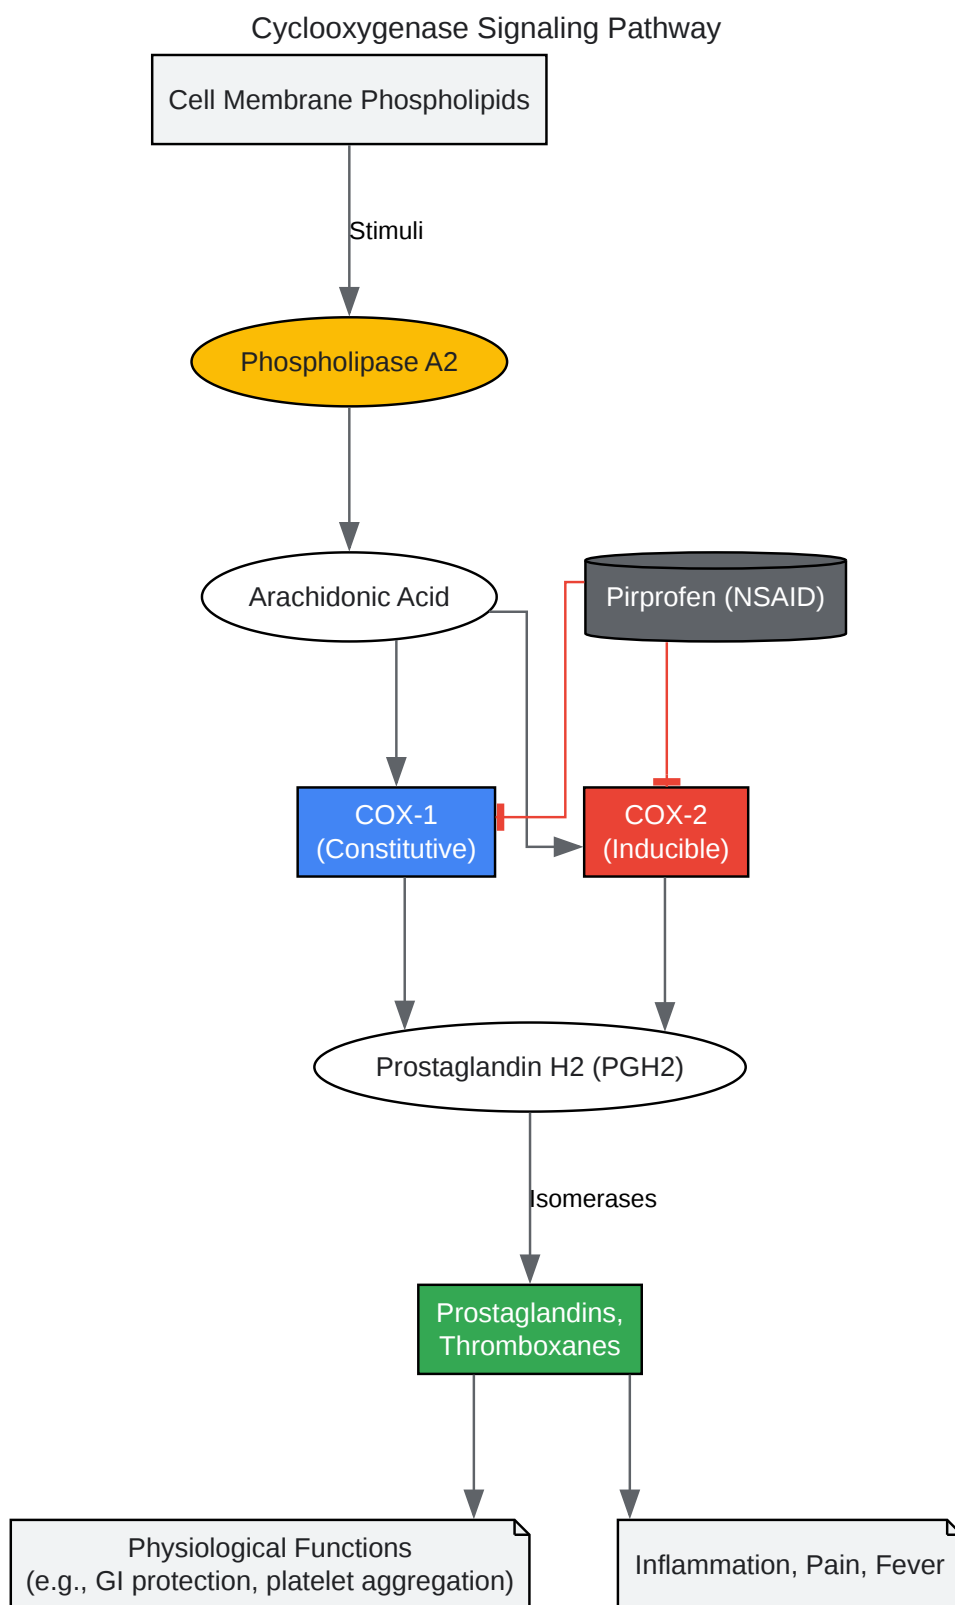 Cyclooxygenase Signaling Pathway
Cell Membrane Phospholipids
Stimuli
Phospholipase A2
Arachidonic Acid
Pirprofen (NSAID)
COX-1
(Constitutive)
COX-2
(Inducible)
Prostaglandin H2 (PGH2)
Isomerases
Prostaglandins,
Thromboxanes
Physiological Functions
(e.g., GI protection, platelet aggregation)
Inflammation, Pain, Fever